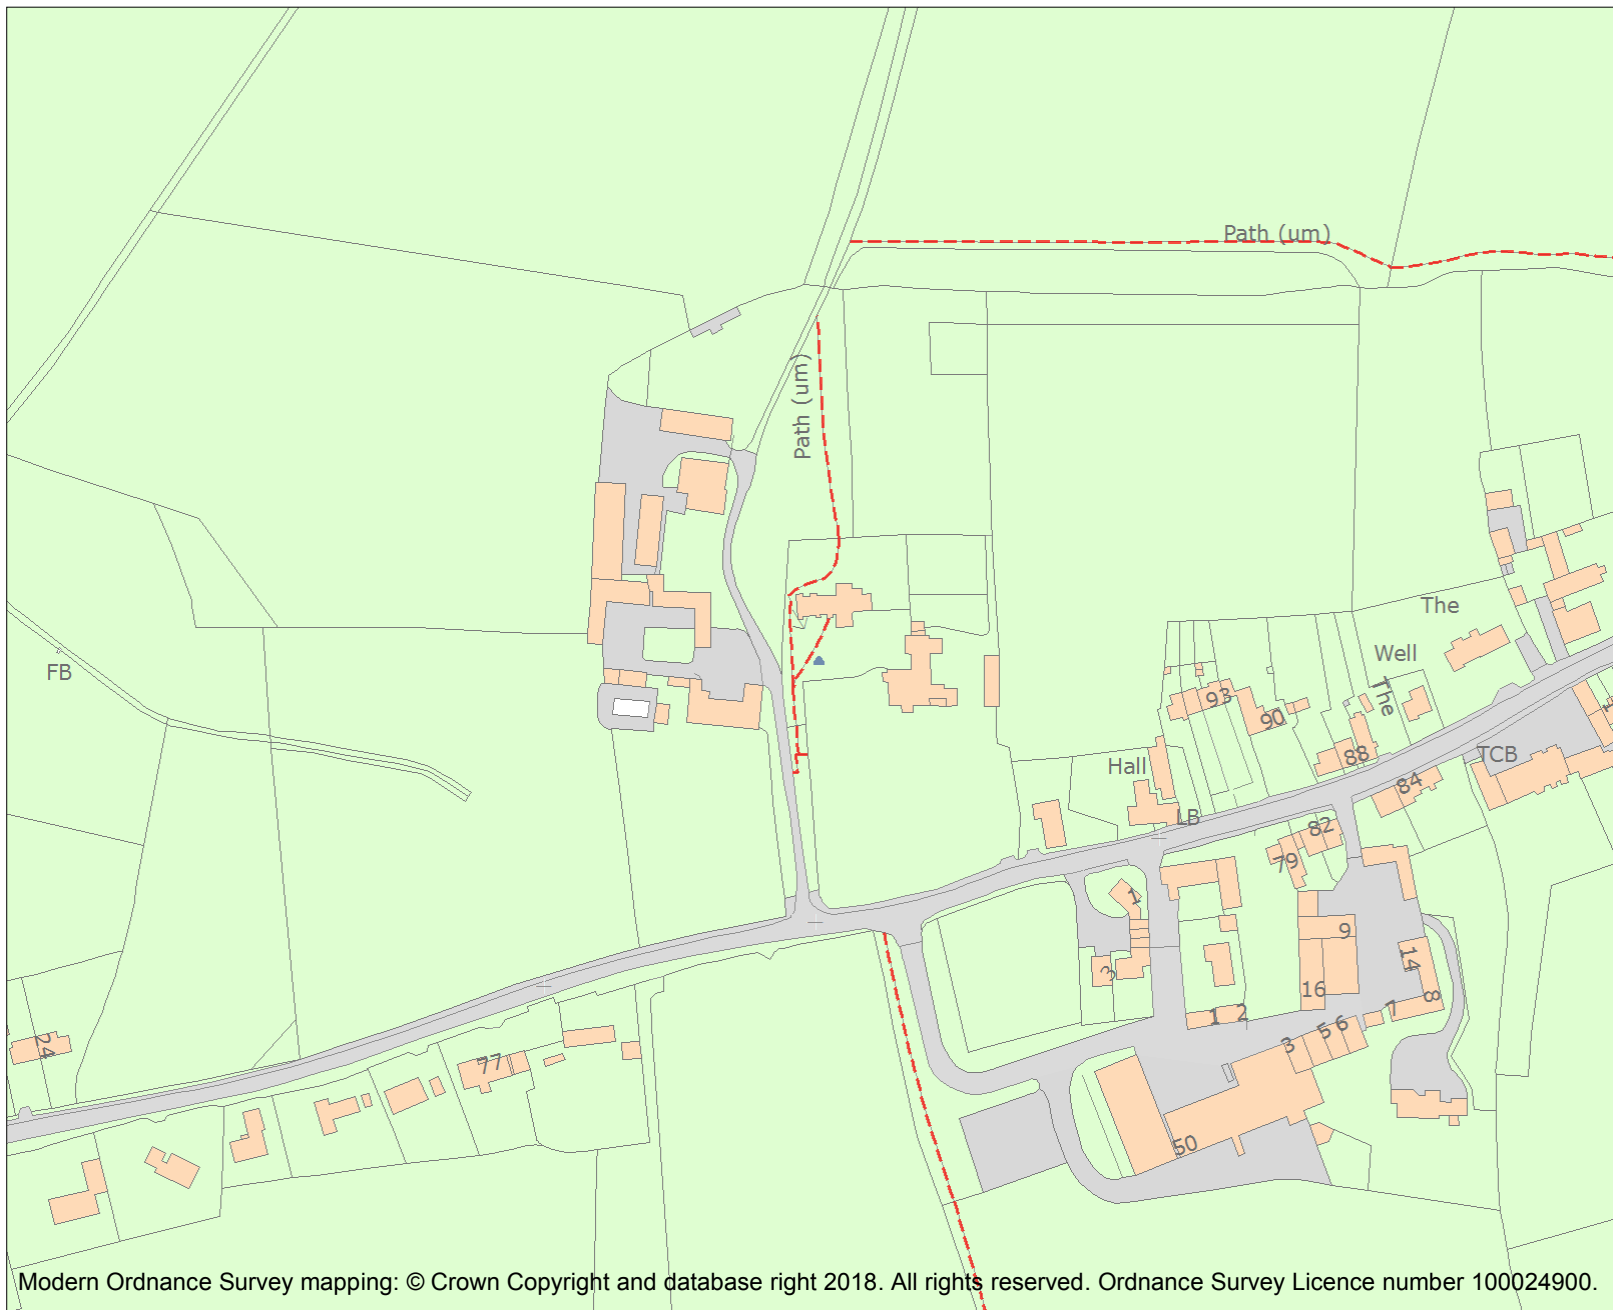 Path (um)
Path (um)
The
Well
The
FB
93
90
88
TCB
Hall
84
LB
82
79
1
9
14
3
16
8
7
1
2
5
6
3
24
77
50
Modern Ordnance Survey mapping: © Crown Copyright and database right 2018. All rights reserved. Ordnance Survey Licence number 100024900.